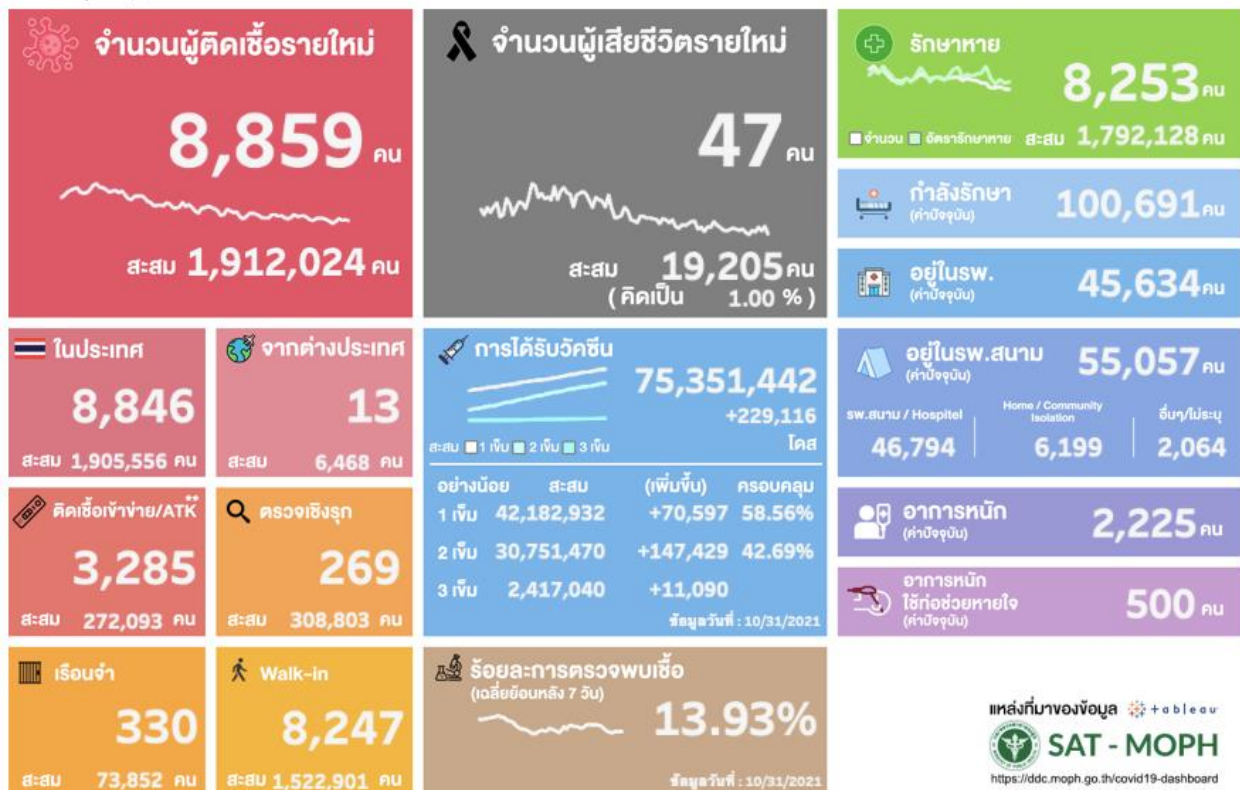 จำนวนผู้ติดเชื้อรายใหม่
8,859 คน
สะสม 1,912,024 คน
จำนวนผู้เสียชีวิตรายใหม่
47 คน
สะสม 19,205 คน
( คิดเป็น 1.00 % )
รักษาหาย
8,253 คน
จำนวน อัตรารักษาหาย สะสม 1,792,128 คน
กำลังรักษา
(ค่าปัจจุบัน)
100,691 คน
อยู่ในรพ.
(ค่าปัจจุบัน)
45,634 คน
ในประเทศ
8,846
สะสม 1,905,556 คน
จากต่างประเทศ
13
สะสม 6,468 คน
การได้รับวัคซีน
75,351,442
+229,116
สะสม 1 เข็ม 2 เข็ม 3 เข็ม โดส
อย่างน้อย สะสม (เพิ่มขึ้น) ครอบคลุม
1 เข็ม 42,182,932 +70,597 58.56%
2 เข็ม 30,751,470 +147,429 42.69%
3 เข็ม 2,417,040 +11,090
ข้อมูลวันที่ : 10/31/2021
อยู่ในรพ.สนาม
(ค่าปัจจุบัน)
55,057 คน
รพ.สนาม / Hospitel
46,794
Home / Community
Isolation
6,199
อื่นๆ/ไม่ระบุ
2,064
ติดเชื้อเข้าข่าย/ATK**
3,285
สะสม 272,093 คน
ตรวจเชิงรุก
269
สะสม 308,803 คน
อาการหนัก
(ค่าปัจจุบัน)
2,225 คน
อาการหนัก
ใช้ท่อช่วยหายใจ
(ค่าปัจจุบัน)
500 คน
เรือนจำ
330
สะสม 73,852 คน
Walk-in
8,247
สะสม 1,522,901 คน
ร้อยละการตรวจพบเชื้อ
(เฉลี่ยย้อนหลัง 7 วัน)
13.93%
ข้อมูลวันที่ : 10/31/2021
แหล่งที่มาของข้อมูล +ableau
SAT - MOPH
https://ddc.moph.go.th/covid19-dashboard